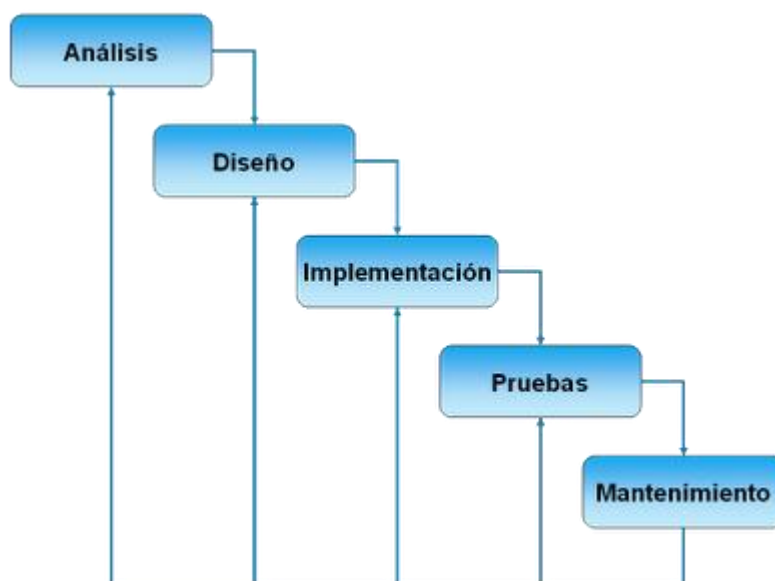 Análisis
Diseño
Implementación
Pruebas
Mantenimiento